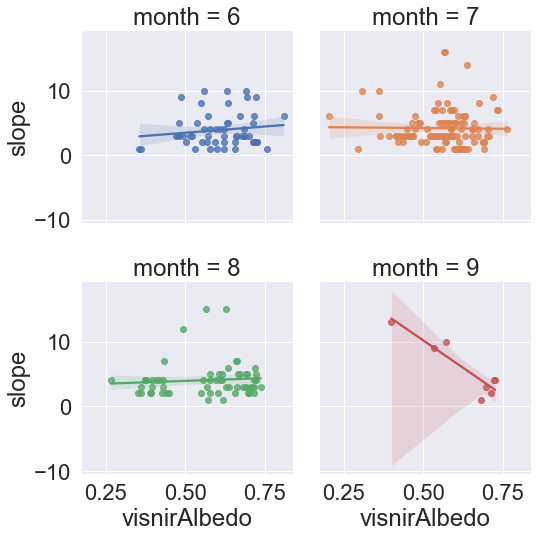 month = 6
month = 7
slope
10
0
−10
month = 8
month = 9
slope
10
0
−10
0.25 0.50 0.75
0.25 0.50 0.75
visnirAlbedo
visnirAlbedo